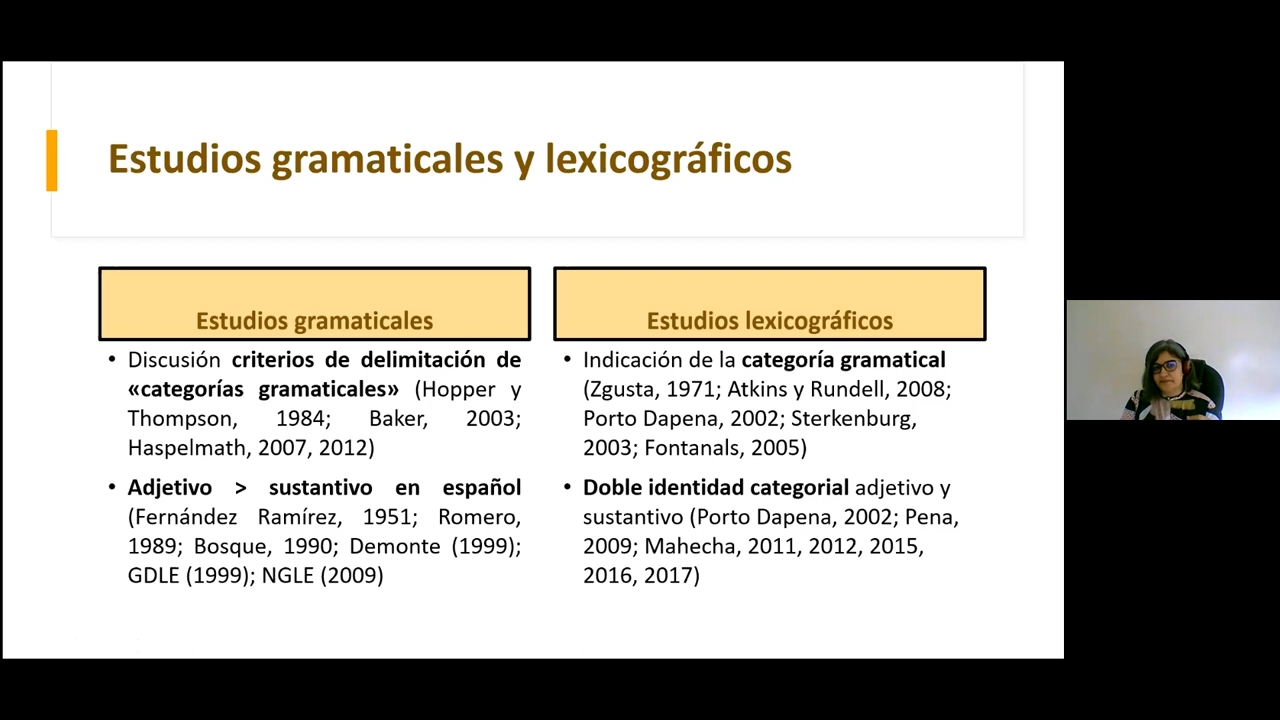 Estudios gramaticales y lexicográficos
Estudios gramaticales
• Discusión criterios de delimitación de
«categorías gramaticales» (Hopper y
Thompson, 1984; Baker, 2003;
Haspelmath, 2007, 2012)
• Adjetivo > sustantivo en español
(Fernández Ramírez, 1951; Romero,
1989; Bosque, 1990; Demonte (1999);
GDLE (1999); NGLE (2009)
Estudios lexicográficos
• Indicación de la categoría gramatical
(Zgusta, 1971; Atkins y Rundell, 2008;
Porto Dapena, 2002; Sterkenburg,
2003; Fontanals, 2005)
• Doble identidad categorial adjetivo y
sustantivo (Porto Dapena, 2002; Pena,
2009; Mahecha, 2011, 2012, 2015,
2016, 2017)